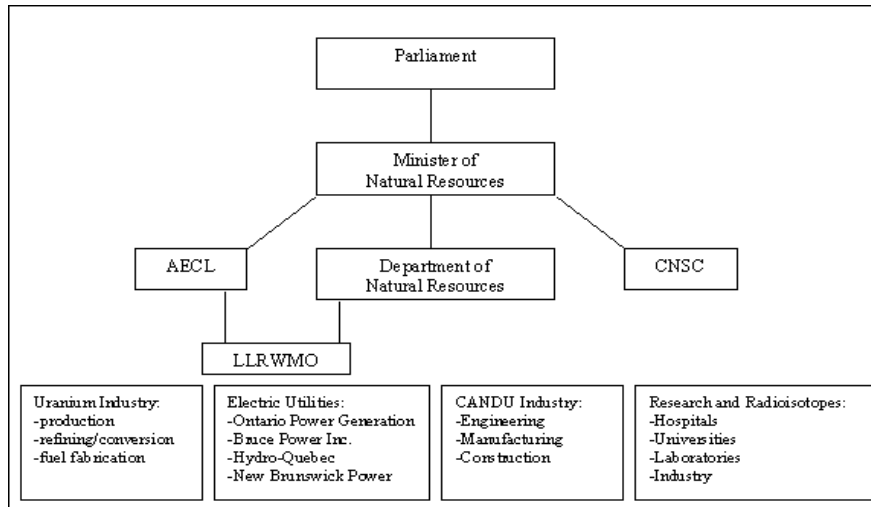 Parliament
Minister of
Natural Resources
AECL
Department of
Natural Resources
CNSC
LLRWMO
Uranium Industry:
-production
-refining/conversion
-fuel fabrication
Electric Utilities:
-Ontario Power Generation
-Bruce Power Inc.
-Hydro-Quebec
-New Brunswick Power
CANDU Industry:
-Engineering
-Manufacturing
-Construction
Research and Radioisotopes:
-Hospitals
-Universities
-Laboratories
-Industry